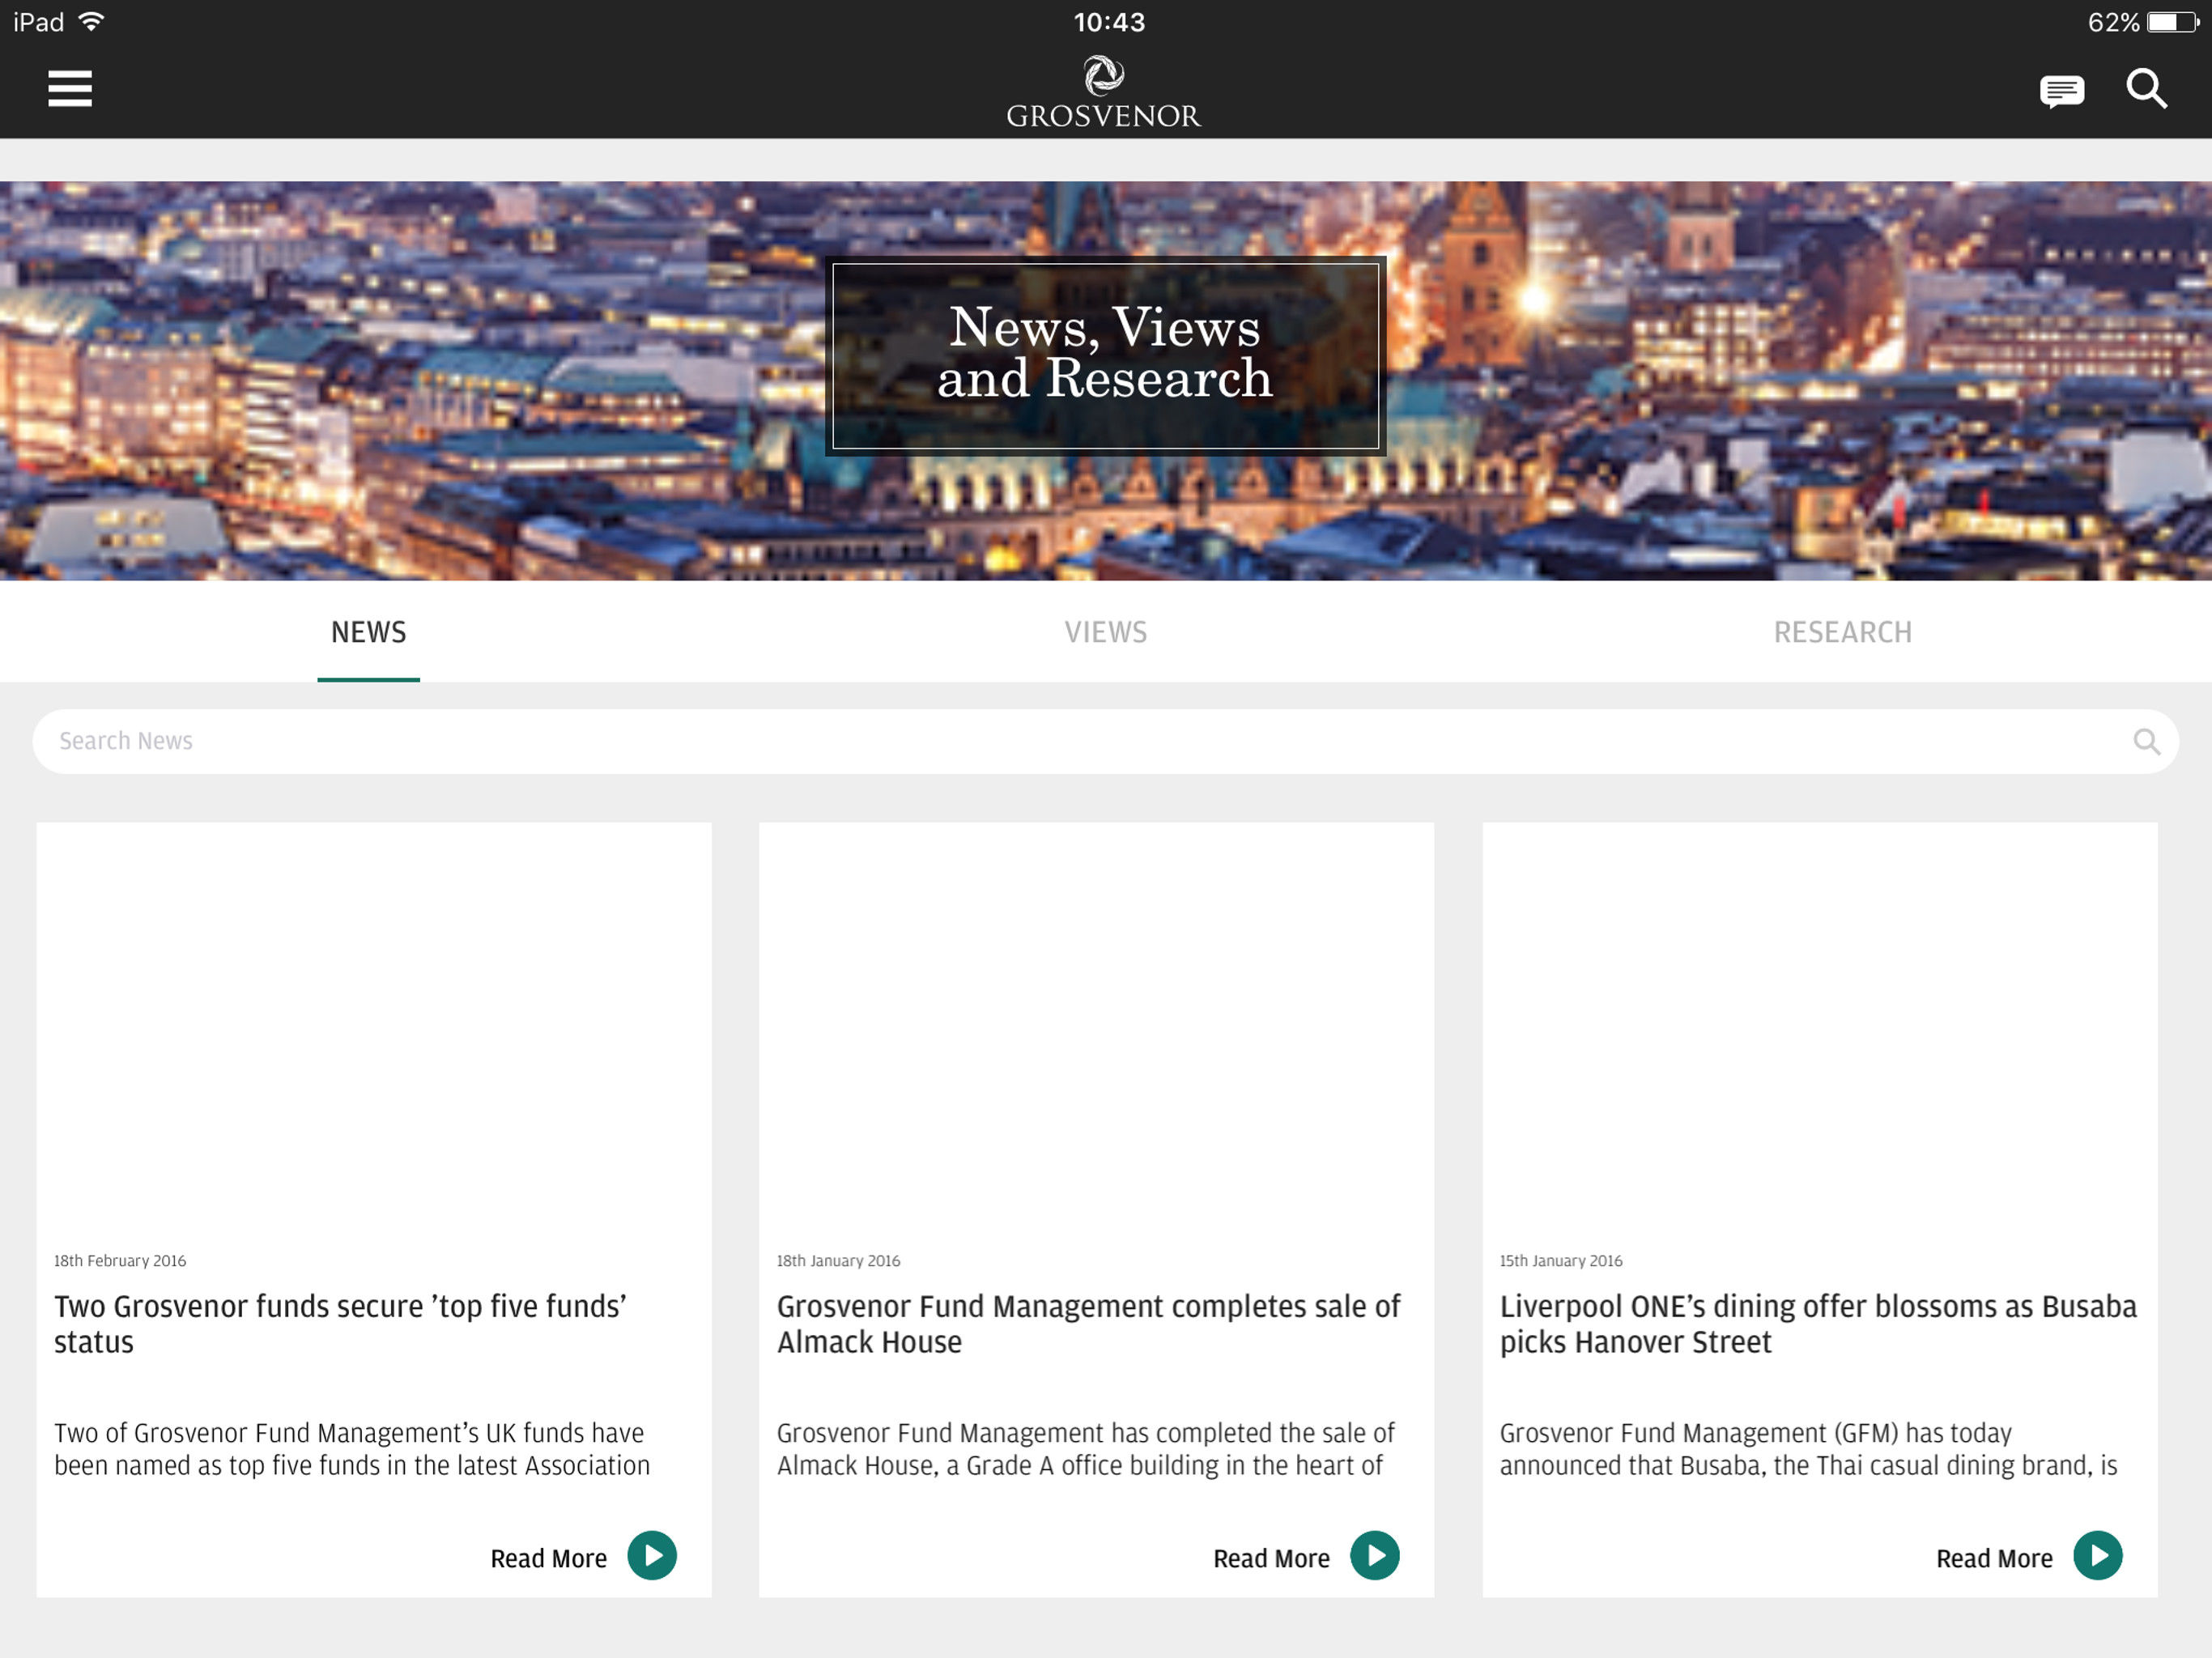 iPad
10:43
62%
GROSVENOR
News, Views
and Research
NEWS
VIEWS
RESEARCH
Search News
18th February 2016
Two Grosvenor funds secure ’top five funds’
status
Two of Grosvenor Fund Management’s UK funds have
been named as top five funds in the latest Association
Read More
18th January 2016
Grosvenor Fund Management completes sale of
Almack House
Grosvenor Fund Management has completed the sale of
Almack House, a Grade A office building in the heart of
Read More
15th January 2016
Liverpool ONE’s dining offer blossoms as Busaba
picks Hanover Street
Grosvenor Fund Management (GFM) has today
announced that Busaba, the Thai casual dining brand, is
Read More